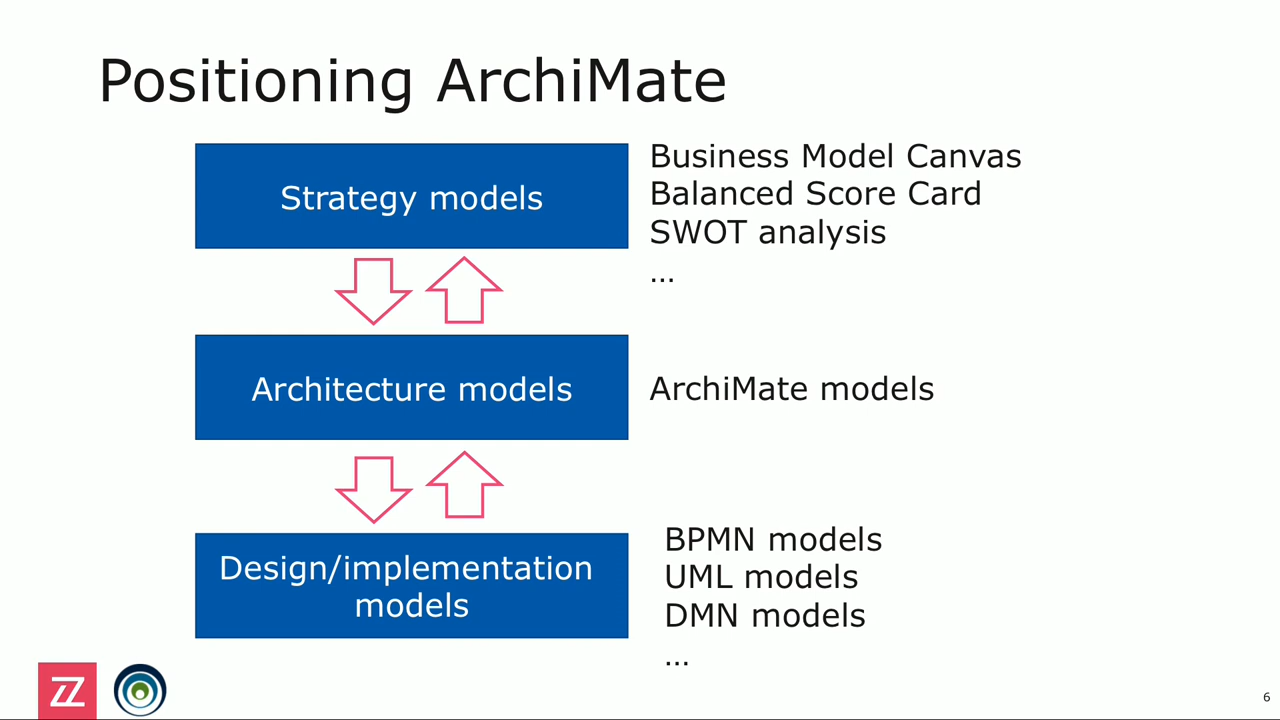 Positioning ArchiMate
Strategy models
Business Model Canvas
Balanced Score Card
SWOT analysis
...
Architecture models
ArchiMate models
Design/implementation
models
BPMN models
UML models
DMN models
...
6